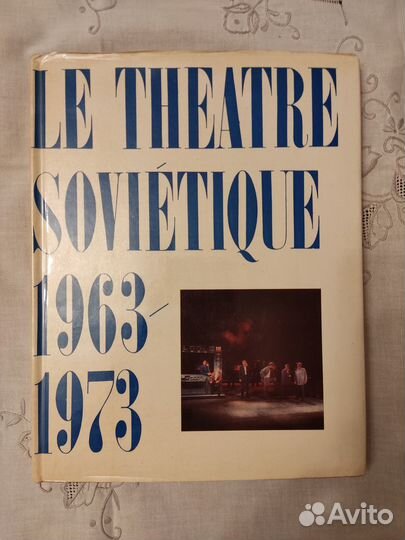 LE THEATRE
SOVIÉTIQUE
1963/
1973
Avito